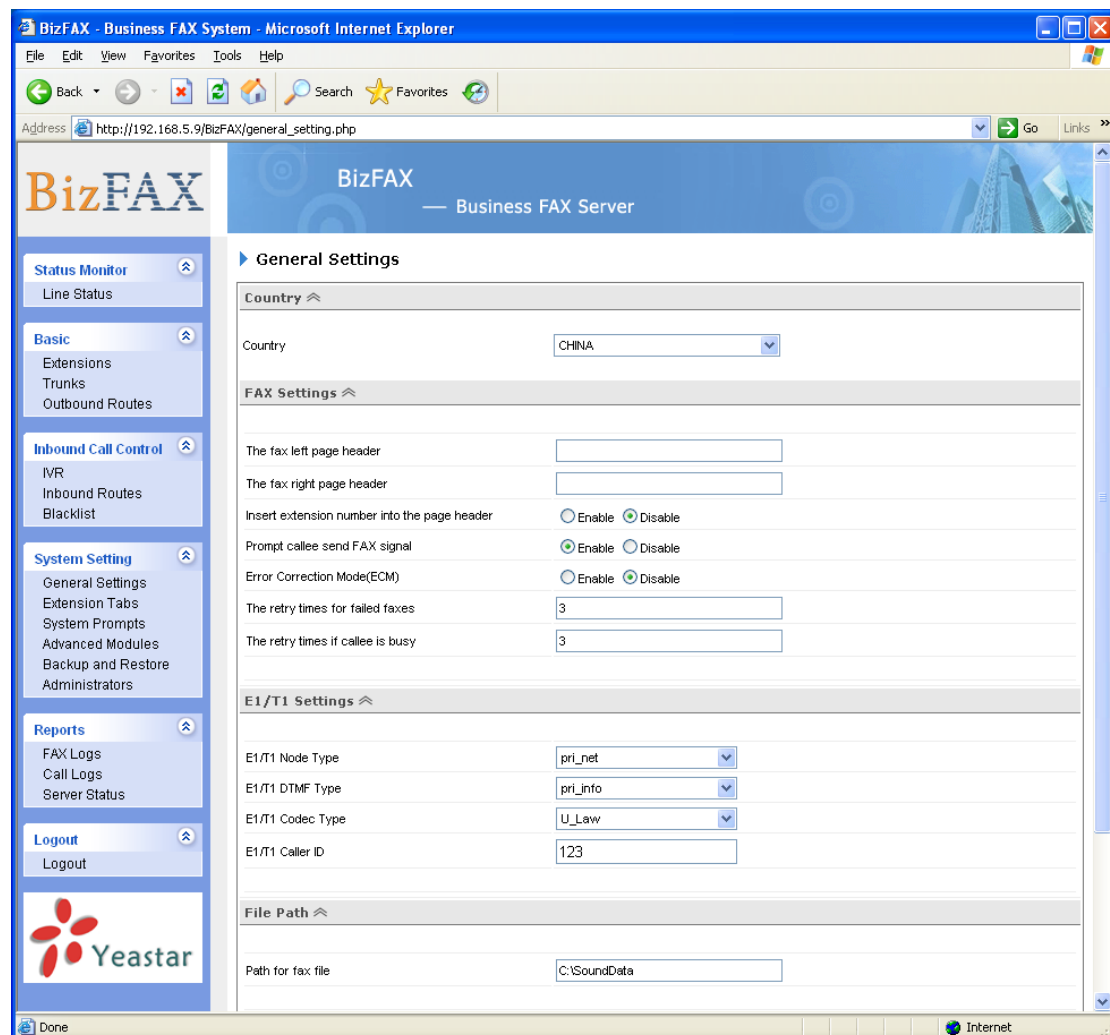 BizFAX - Business FAX System - Microsoft Internet Explorer
File Edit View Favorites Tools Help
Back Search Favorites
Address http://192.168.5.9/BizFAX/general_setting.php Go Links »
BizFAX
BizFAX
— Business FAX Server
Status Monitor
Line Status
Basic
Extensions
Trunks
Outbound Routes
Inbound Call Control
IVR
Inbound Routes
Blacklist
System Setting
General Settings
Extension Tabs
System Prompts
Advanced Modules
Backup and Restore
Administrators
Reports
FAX Logs
Call Logs
Server Status
Logout
Logout
Yeastar
General Settings
Country
Country CHINA
FAX Settings
The fax left page header
The fax right page header
Insert extension number into the page header Enable Disable
Prompt callee send FAX signal Enable Disable
Error Correction Mode(ECM) Enable Disable
The retry times for failed faxes 3
The retry times if callee is busy 3
E1/T1 Settings
E1/T1 Node Type pri_net
E1/T1 DTMF Type pri_info
E1/T1 Codec Type U_Law
E1/T1 Caller ID 123
File Path
Path for fax file C:\SoundData
Done Internet